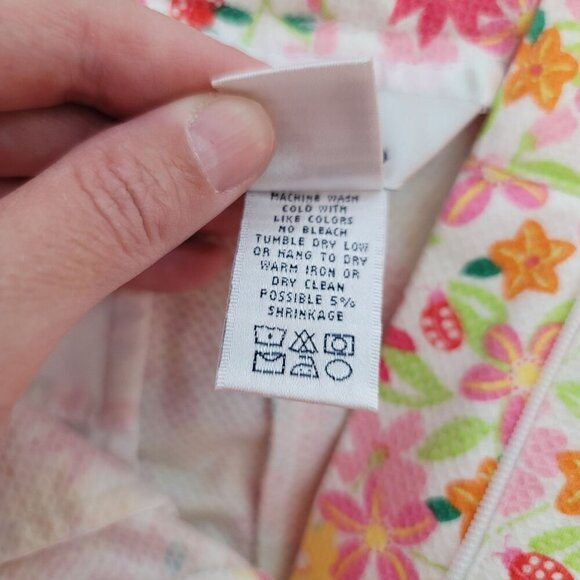 MACHINE WASH
COLD WITH
LIKE COLORS
NO BLEACH
TUMBLE DRY LOW
OR HANG TO DRY
WARM IRON OR
DRY CLEAN
POSSIBLE 5%
SHRINKAGE